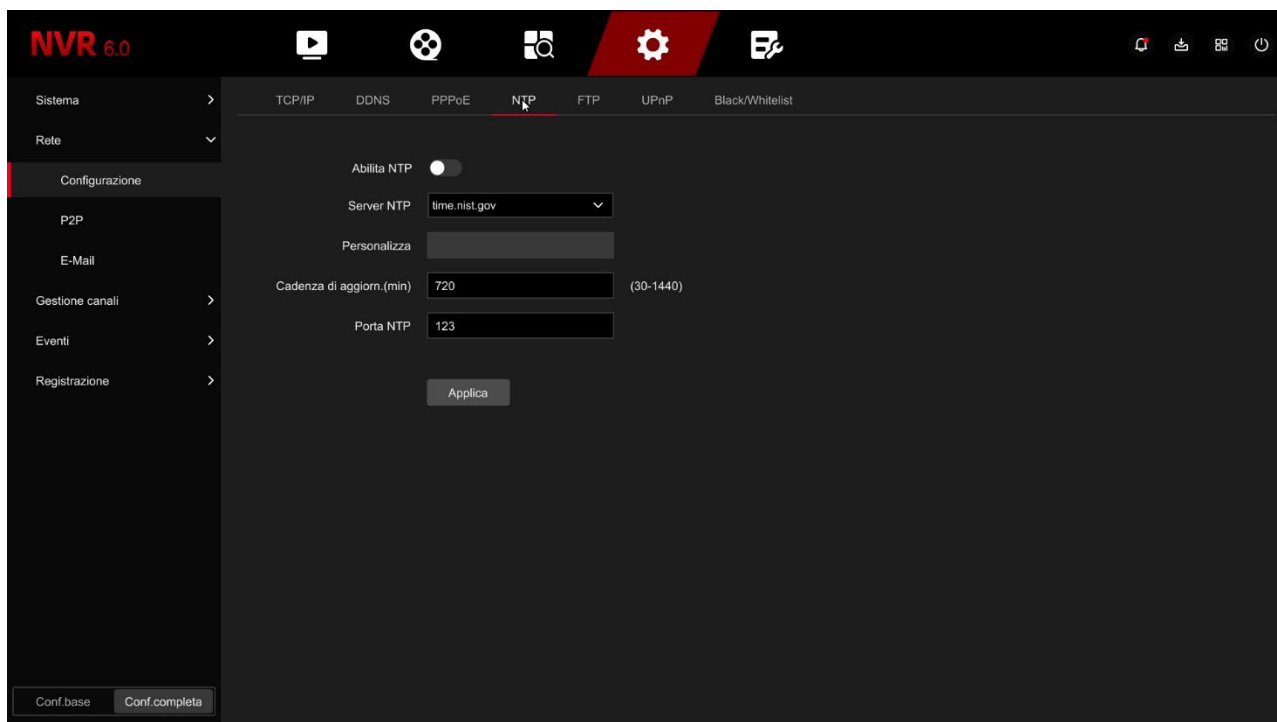 NVR 6.0
Sistema
Rete
Configurazione
P2P
E-Mail
Gestione canali
Eventi
Registrazione
Conf.base Conf.completa
TCP/IP DDNS PPPoE NTP FTP UPnP Black/Whitelist
Abilita NTP
Server NTP time.nist.gov
Personalizza
Cadenza di aggiorn.(min) 720 (30-1440)
Porta NTP 123
Applica